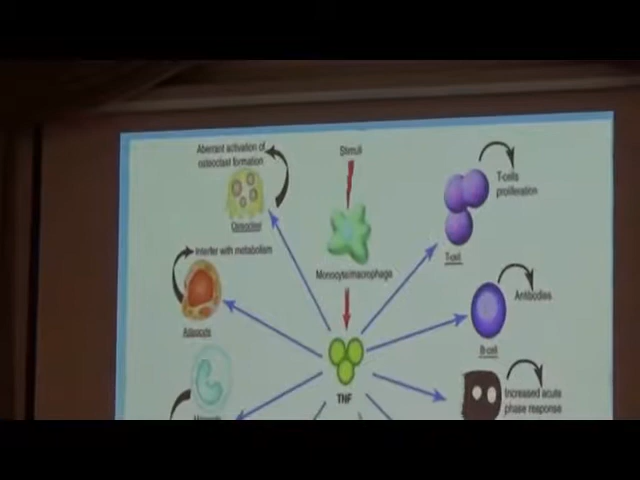 Aberrant activation of
osteoclast formation
Stimuli
T-cells
proliferation
Osteoclast
T-cell
Interfer with metabolism
Monocyte/macrophage
Antibodies
Adipocyte
B-cell
Increased acute
phase response
TNF